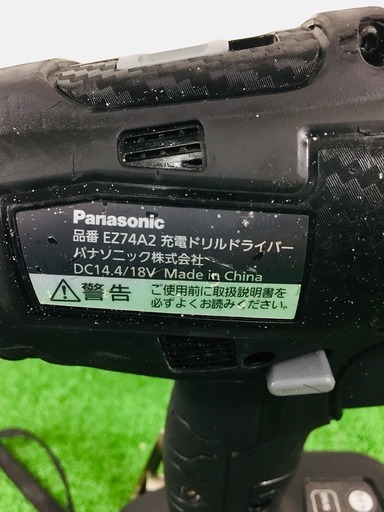 Panasonic
品番 EZ74A2 充電ドリルドライバー
パナソニック株式会社
DC14.4/18V Made in China
警告 ご使用前に取扱説明書を
必ずよくお読みください。